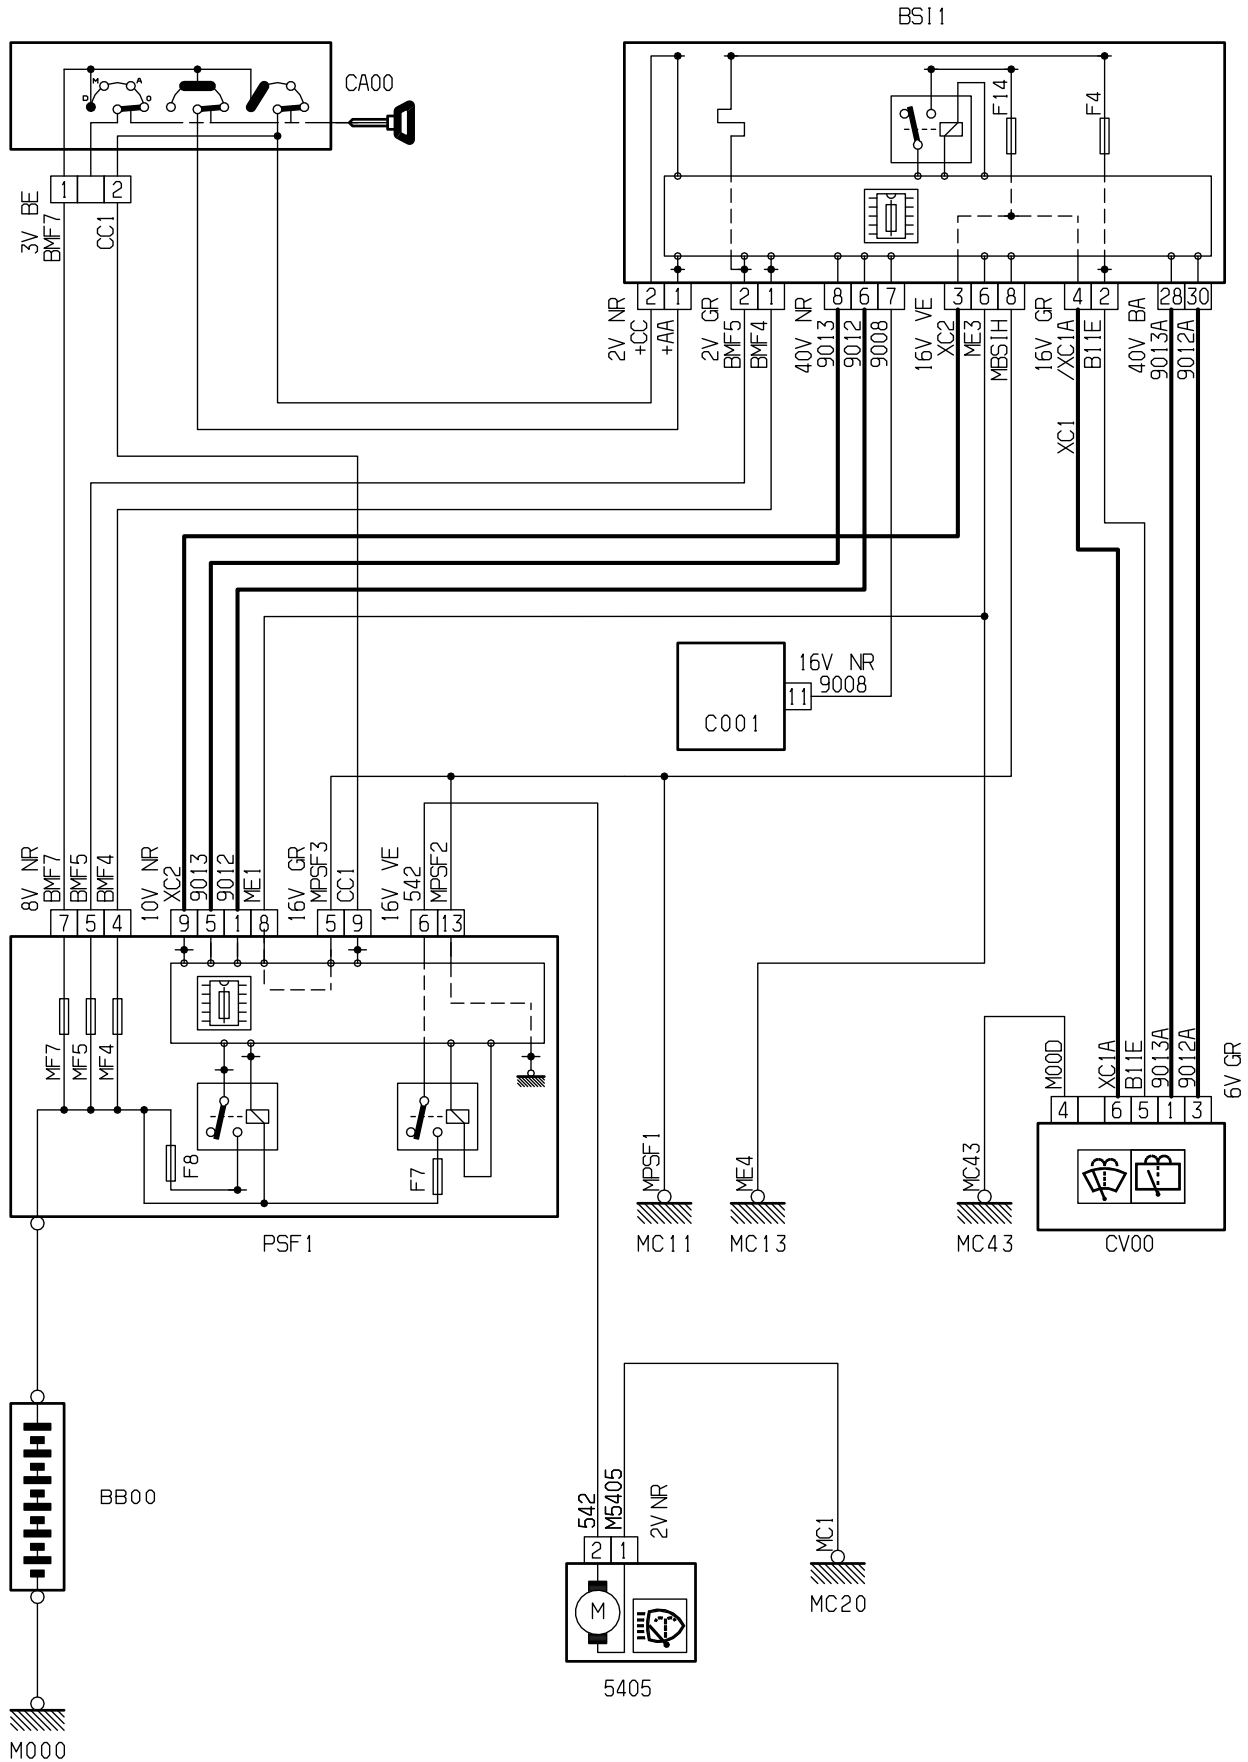 BSI1
CA00
M
A
D
O
F14
F4
1
2
3V BE
BMF7
CC1
2
1
2
1
8
6
7
3
6
8
4
2
28
30
2V NR
+CC
+AA
2V GR
BMF5
BMF4
40V NR
9013
9012
9008
16V VE
XC2
ME3
MBSIH
16V GR
/XC1A
B11E
40V BA
9013A
9012A
XC1
16V NR
9008
11
C001
8V NR
BMF7
BMF5
BMF4
10V NR
XC2
9013
9012
ME1
16V GR
MPSF3
CC1
16V VE
542
MPSF2
7
5
4
9
5
1
8
5
9
6
13
MF7
MF5
MF4
F8
F7
PSF1
MPSF1
MC11
ME4
MC13
MC43
MC43
M00D
XC1A
B11E
9013A
9012A
6V GR
4
6
5
1
3
CV00
BB00
542
M5405
2V NR
2
1
M
5405
MC1
MC20
M000